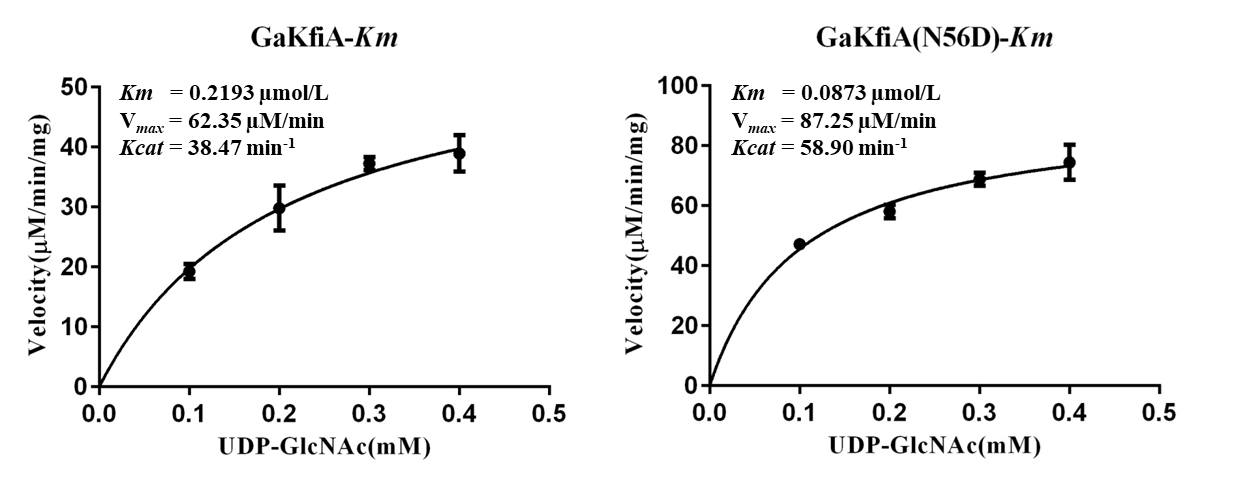 GaKfiA-Km
Km = 0.2193 μmol/L
Vmax = 62.35 μM/min
Kcat = 38.47 min-1
Velocity(μM/min/mg)
50
40
30
20
10
0
0.0 0.1 0.2 0.3 0.4 0.5
UDP-GlcNAc(mM)
GaKfiA(N56D)-Km
Km = 0.0873 μmol/L
Vmax = 87.25 μM/min
Kcat = 58.90 min-1
Velocity(μM/min/mg)
100
80
60
40
20
0
0.0 0.1 0.2 0.3 0.4 0.5
UDP-GlcNAc(mM)